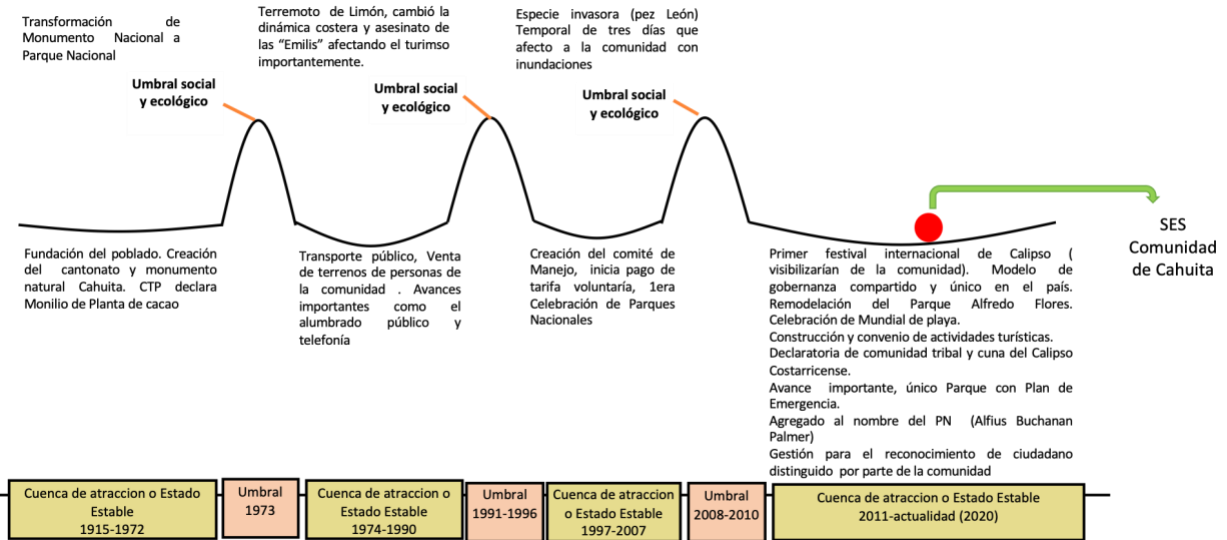 Transformación de
Monumento Nacional a
Parque Nacional
Terremoto de Limón, cambió la
dinámica costera y asesinato de
las “Emilis” afectando el turimso
importantemente.
Especie invasora (pez León)
Temporal de tres días que
afecto a la comunidad con
inundaciones
Umbral social
y ecológico
Umbral social
y ecológico
Umbral social
y ecológico
SES
Comunidad
de Cahuita
Fundación del poblado. Creación
del cantonato y monumento
natural Cahuita. CTP declara
Monilio de Planta de cacao
Transporte público, Venta
de terrenos de personas de
la comunidad . Avances
importantes como el
alumbrado público y
telefonía
Creación del comité de
Manejo, inicia pago de
tarifa voluntaría, 1era
Celebración de Parques
Nacionales
Primer festival internacional de Calipso (
visibilizarían de la comunidad). Modelo de
gobernanza compartido y único en el país.
Remodelación del Parque Alfredo Flores.
Celebración de Mundial de playa.
Construcción y convenio de actividades turísticas.
Declaratoria de comunidad tribal y cuna del Calipso
Costarricense.
Avance importante, único Parque con Plan de
Emergencia.
Agregado al nombre del PN (Alfius Buchanan
Palmer)
Gestión para el reconocimiento de ciudadano
distinguido por parte de la comunidad
Cuenca de atraccion o Estado
Estable
1915-1972
Umbral
1973
Cuenca de atracción o
Estado Estable
1974-1990
Umbral
1991-1996
Cuenca de atraccion
o Estado Estable
1997-2007
Umbral
2008-2010
Cuenca de atraccion o Estado Estable
2011-actualidad (2020)